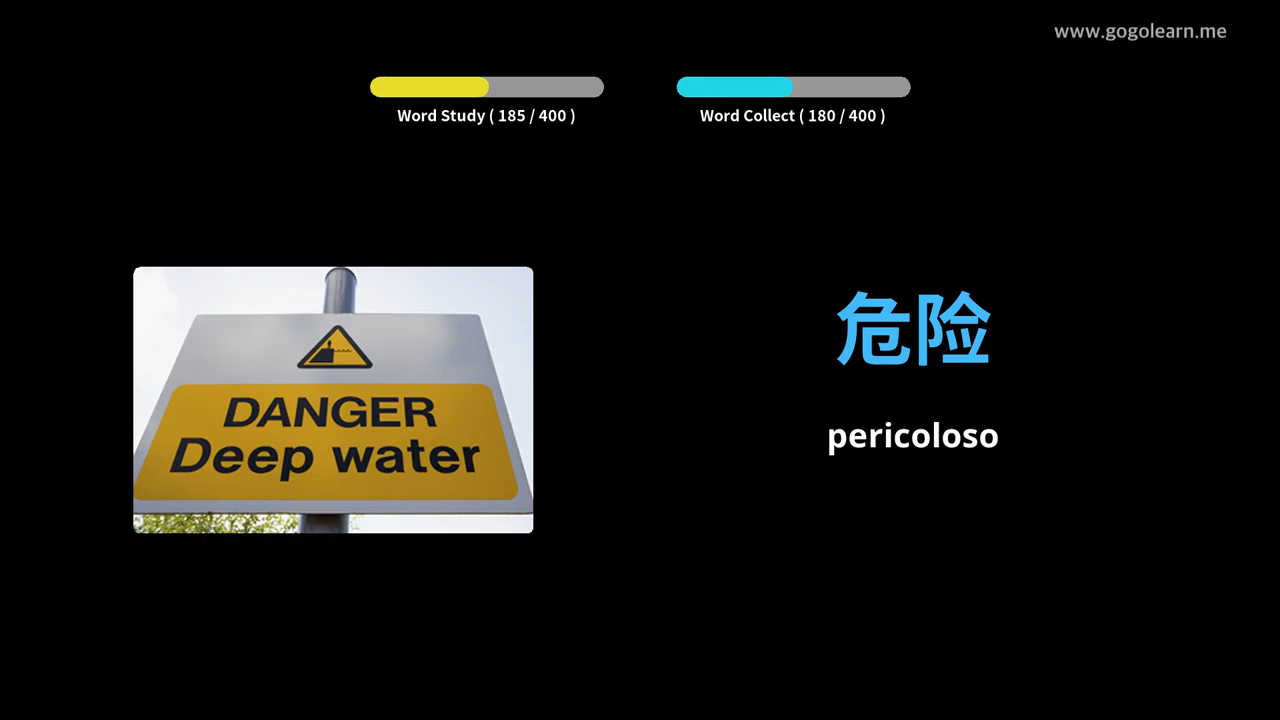 www.gogolearn.me
Word Study ( 185 / 400 )
Word Collect ( 180 / 400 )
DANGER
Deep water
危险
pericoloso